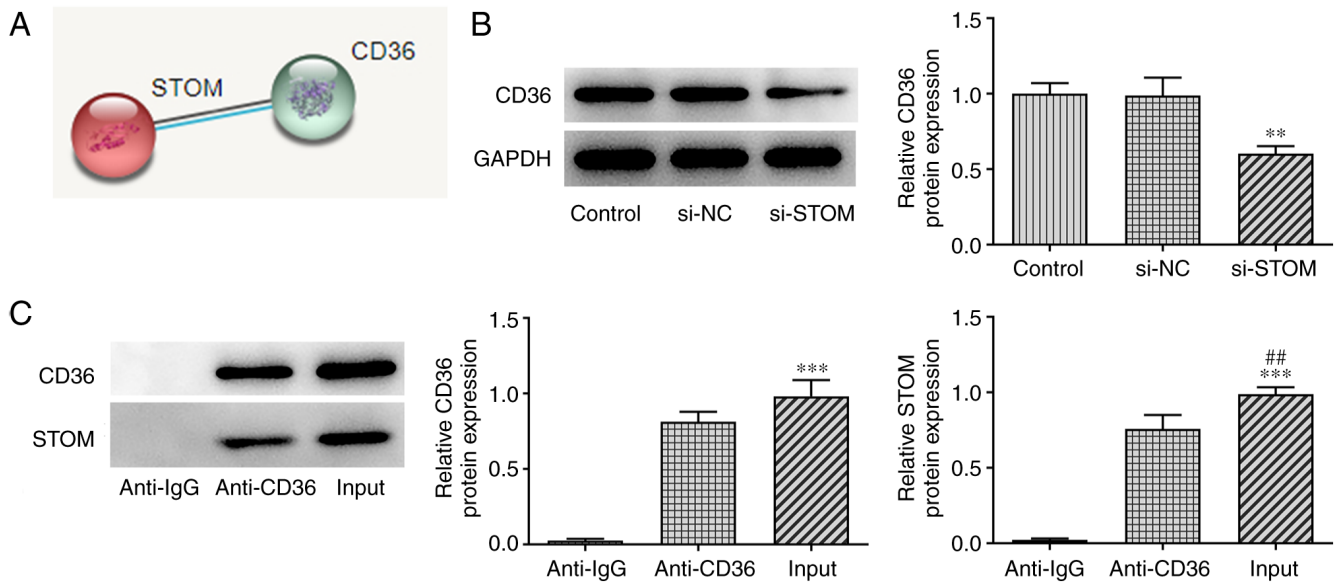 A
STOM
CD36
B
CD36
GAPDH
Control si-NC si-STOM
Relative CD36
protein expression
1.5
1.0
0.5
0.0
**
Control si-NC si-STOM
C
CD36
STOM
Anti-IgG Anti-CD36 Input
Relative CD36
protein expression
1.5
1.0
0.5
0.0
***
Anti-IgG Anti-CD36 Input
Relative STOM
protein expression
1.5
1.0
0.5
0.0
##
***
Anti-IgG Anti-CD36 Input